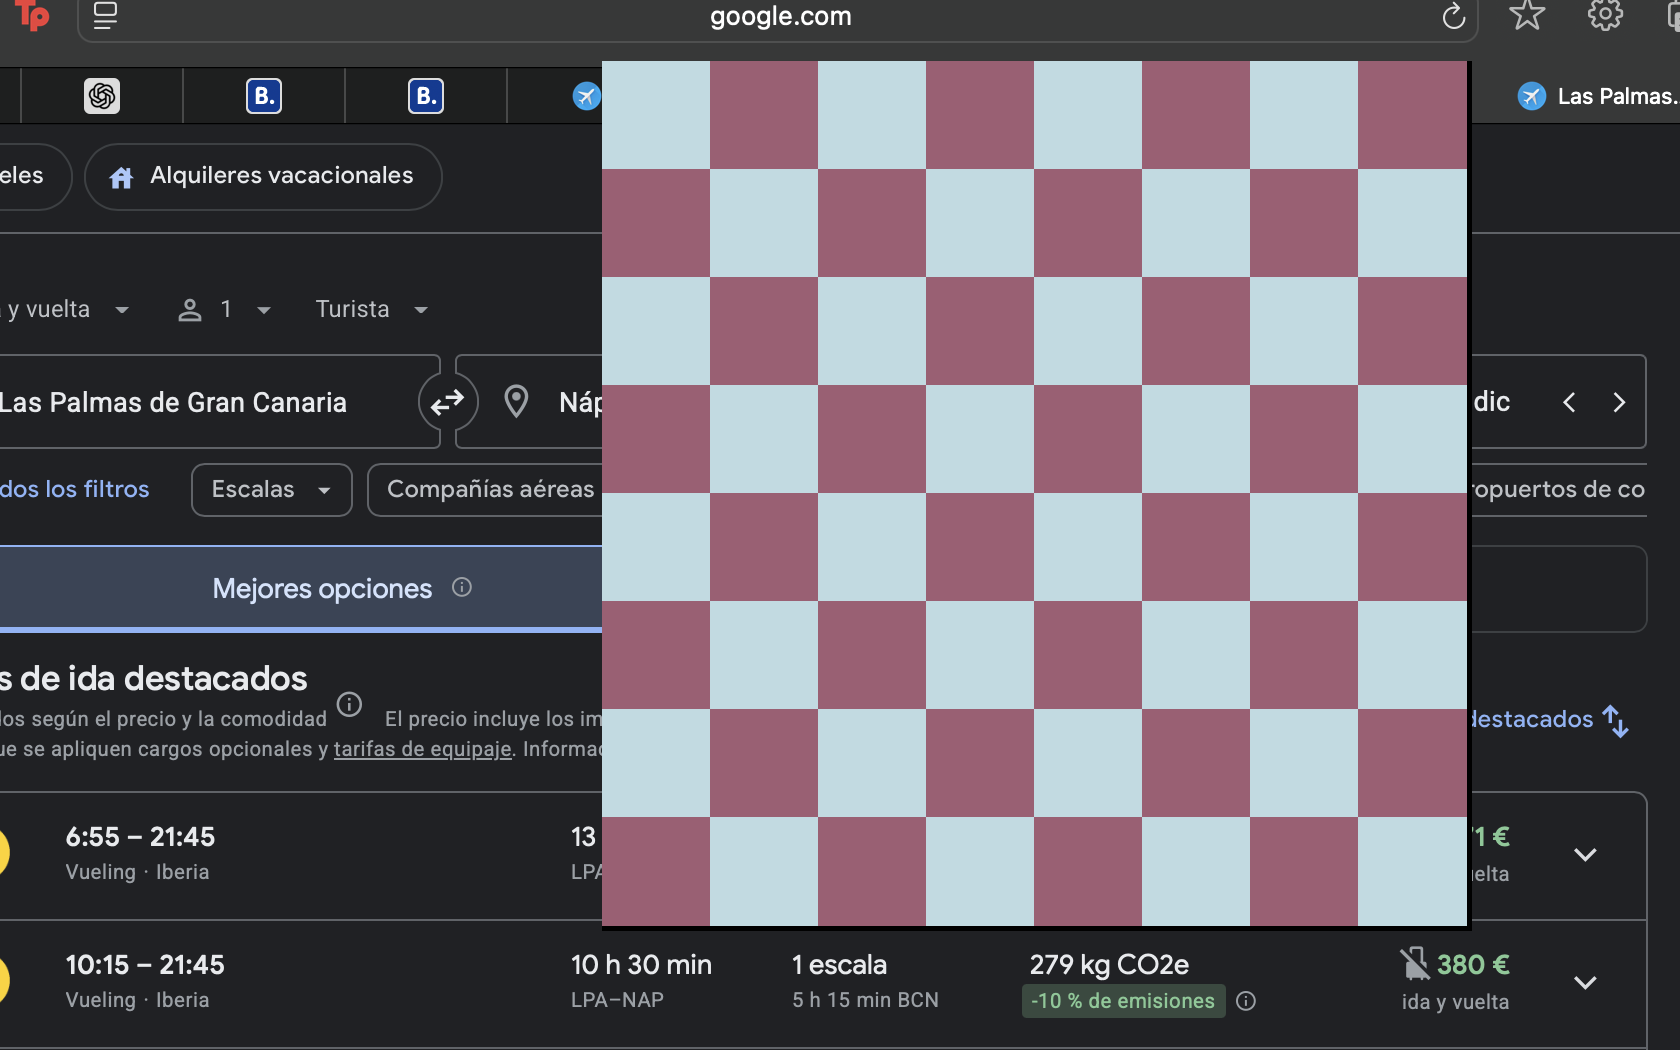 Tp
google.com
B.
B.
Las Palmas...
eles
Alquileres vacacionales
y vuelta
1
Turista
Las Palmas de Gran Canaria
Náp
dic
dos los filtros
Escalas
Compañías aéreas
ropuertos de co
Mejores opciones
s de ida destacados
los según el precio y la comodidad
El precio incluye los im
ue se apliquen cargos opcionales y tarifas de equipaje. Informac
destacados
6:55 – 21:45
13
1 €
Vueling · Iberia
LPA
uelta
10:15 – 21:45
10 h 30 min
1 escala
279 kg CO2e
380 €
Vueling · Iberia
LPA–NAP
5 h 15 min BCN
-10 % de emisiones
ida y vuelta